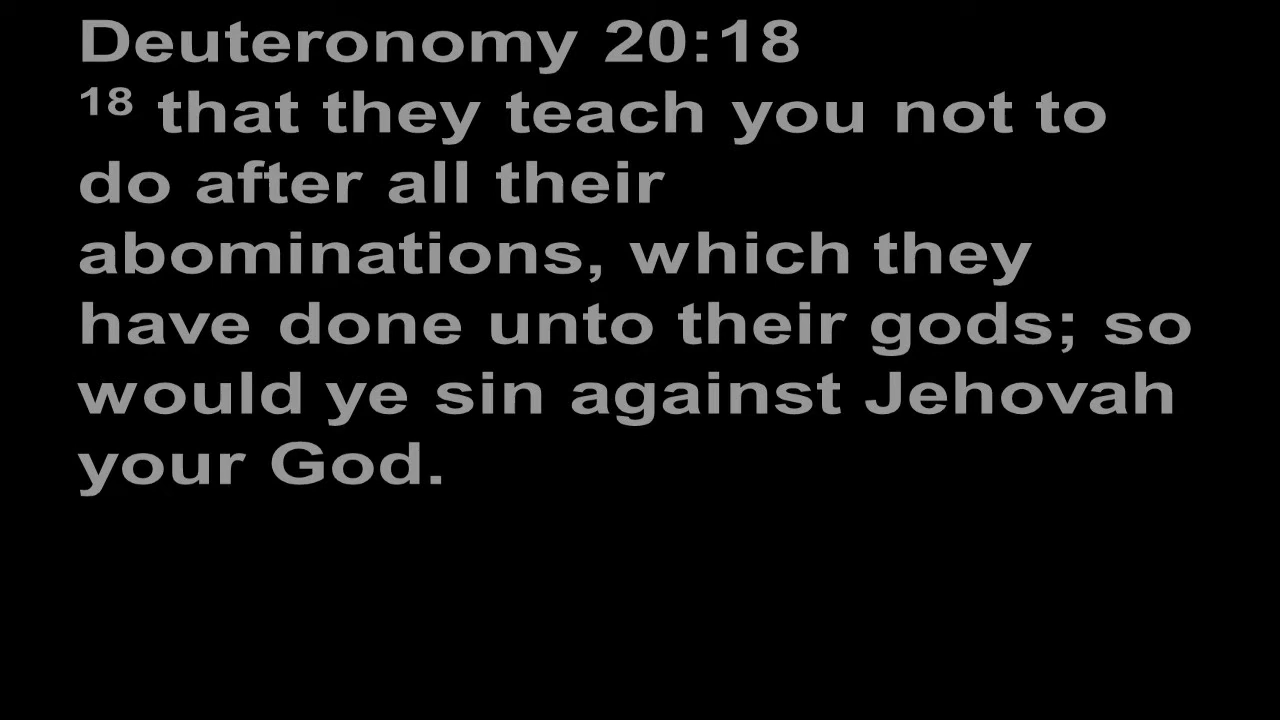 Deuteronomy 20:18
18 that they teach you not to
do after all their
abominations, which they
have done unto their gods; so
would ye sin against Jehovah
your God.